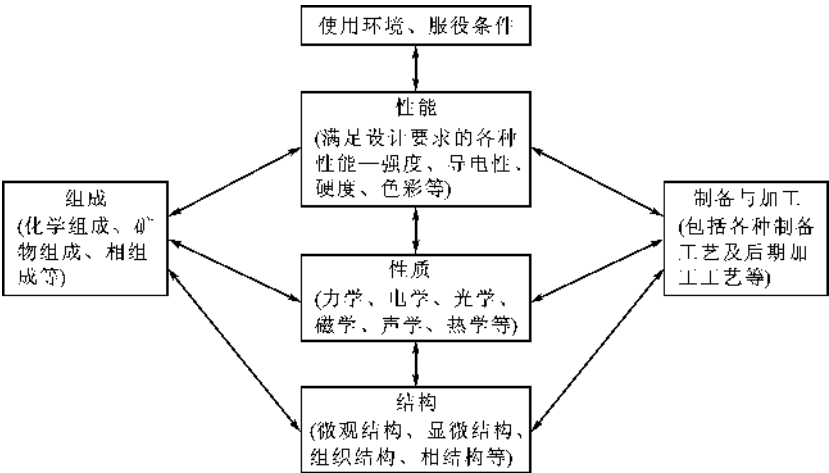 使用环境、服役条件
性能
(满足设计要求的各种
性能—强度、导电性、
硬度、色彩等)
组成
(化学组成、矿
物组成、相组
成等)
制备与加工
(包括各种制备
工艺及后期加
工工艺等)
性质
(力学、电学、光学、
磁学、声学、热学等)
结构
(微观结构、显微结构、
组织结构、相结构等)